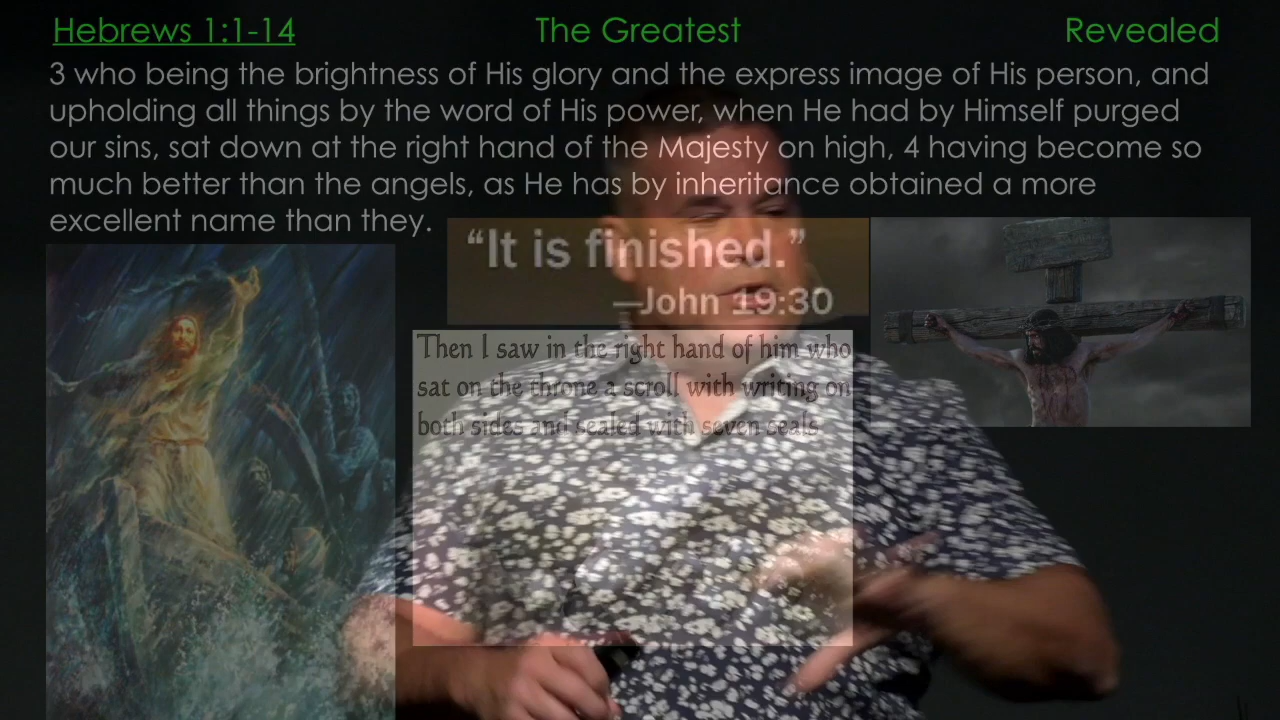 Hebrews 1:1-14 The Greatest Revealed
3 who being the brightness of His glory and the express image of His person, and
upholding all things by the word of His power, when He had by Himself purged
our sins, sat down at the right hand of the Majesty on high, 4 having become so
much better than the angels, as He has by inheritance obtained a more
excellent name than they.
“It is finished.”
—John 19:30
Then I saw in the right hand of him who
sat on the throne a scroll with writing on
both sides and sealed with seven seals